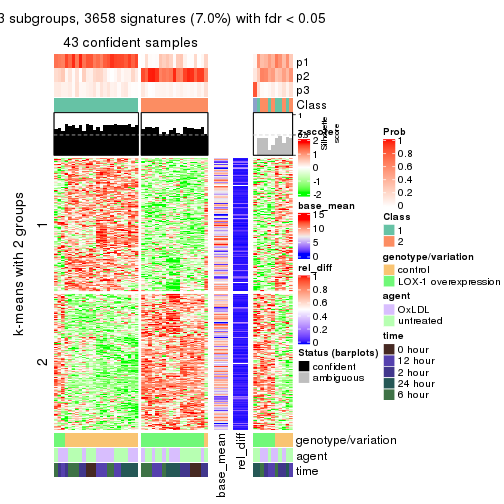 3 subgroups, 3658 signatures (7.0%) with fdr < 0.05
43 confident samples
p1
p2
p3
Class
1
0.5
0
Silhouette
score
k-means with 2 groups
1
2
base_mean
rel_diff
genotype/variation
agent
time
z-score
2
1
0
-1
-2
base_mean
15
10
5
0
rel_diff
1
0.8
0.6
0.4
0.2
0
Status (barplots)
confident
ambiguous
Prob
1
0.8
0.6
0.4
0.2
0
Class
1
2
genotype/variation
control
LOX-1 overexpression
agent
OxLDL
untreated
time
0 hour
12 hour
2 hour
24 hour
6 hour